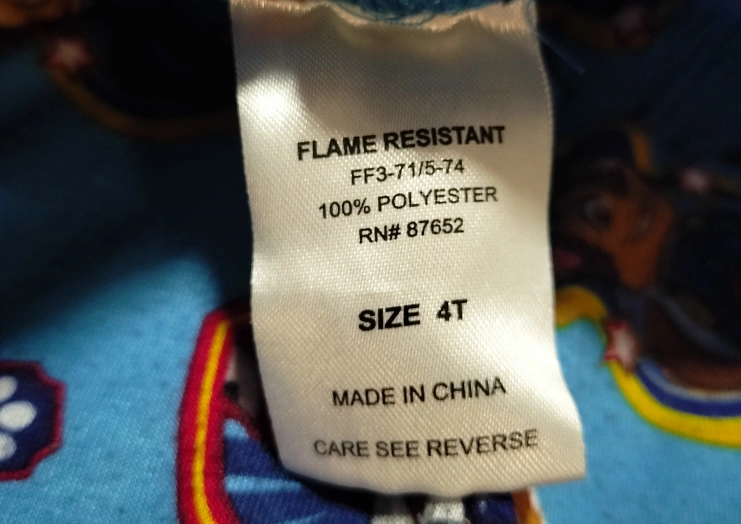 FLAME RESISTANT
FF3-71/5-74
100% POLYESTER
RN# 87652
SIZE 4T
MADE IN CHINA
CARE SEE REVERSE